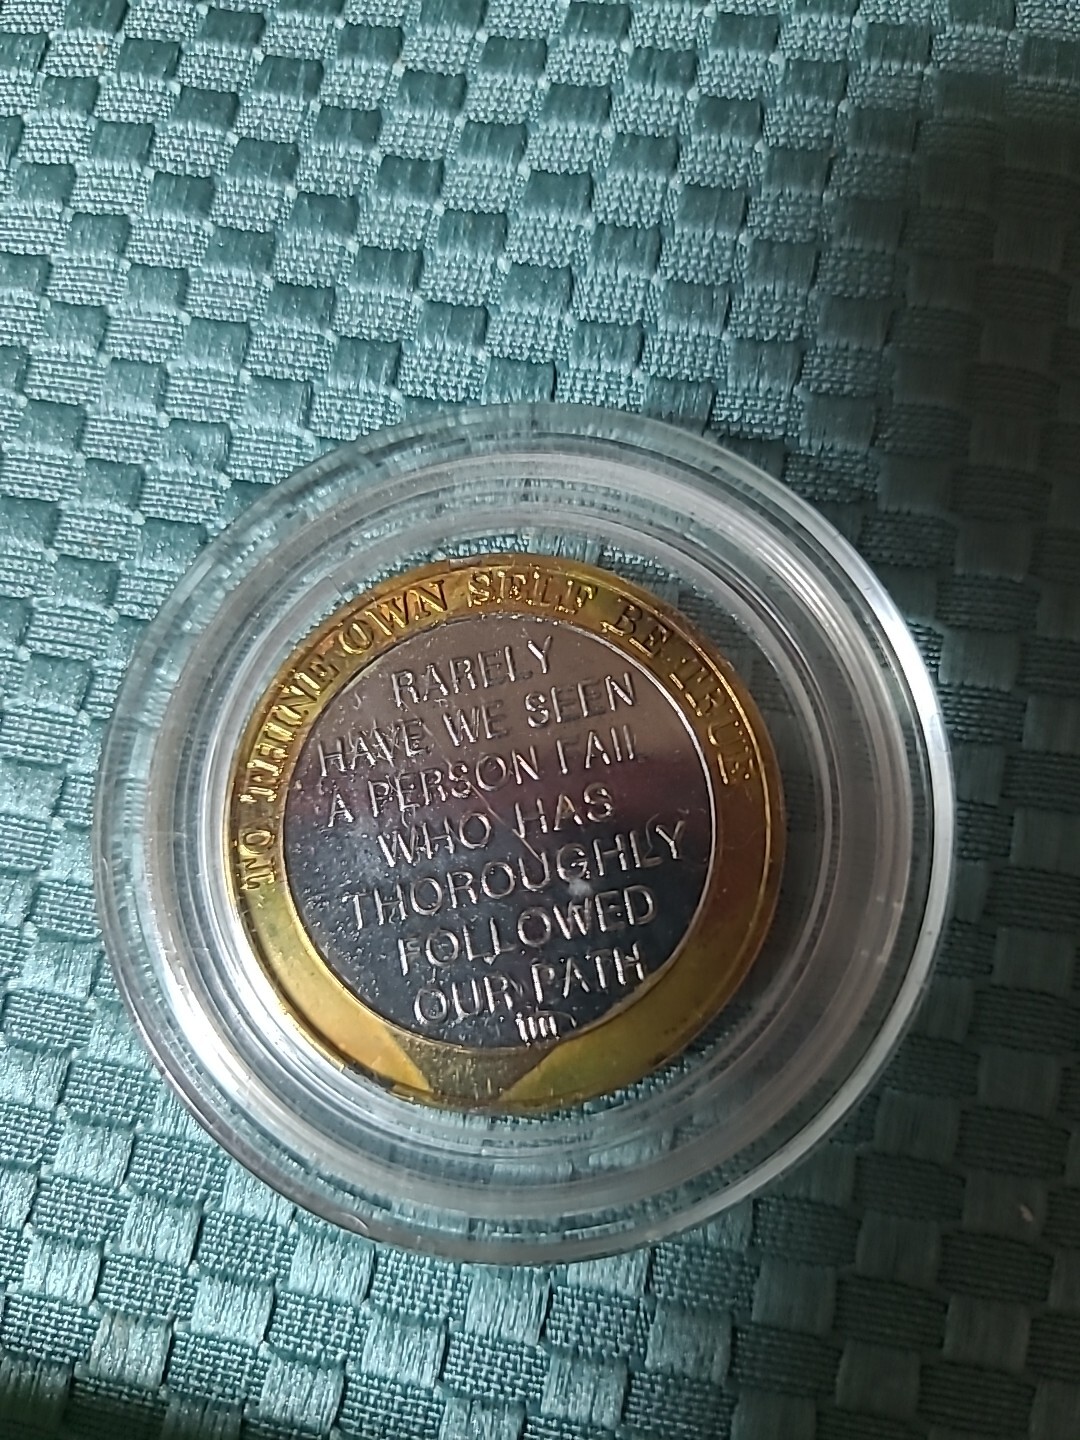 TO THINE OWN SELF BE TRUE
RARELY
HAVE WE SEEN
A PERSON FAIL
WHO HAS
THOROUGHLY
FOLLOWED
OUR PATH